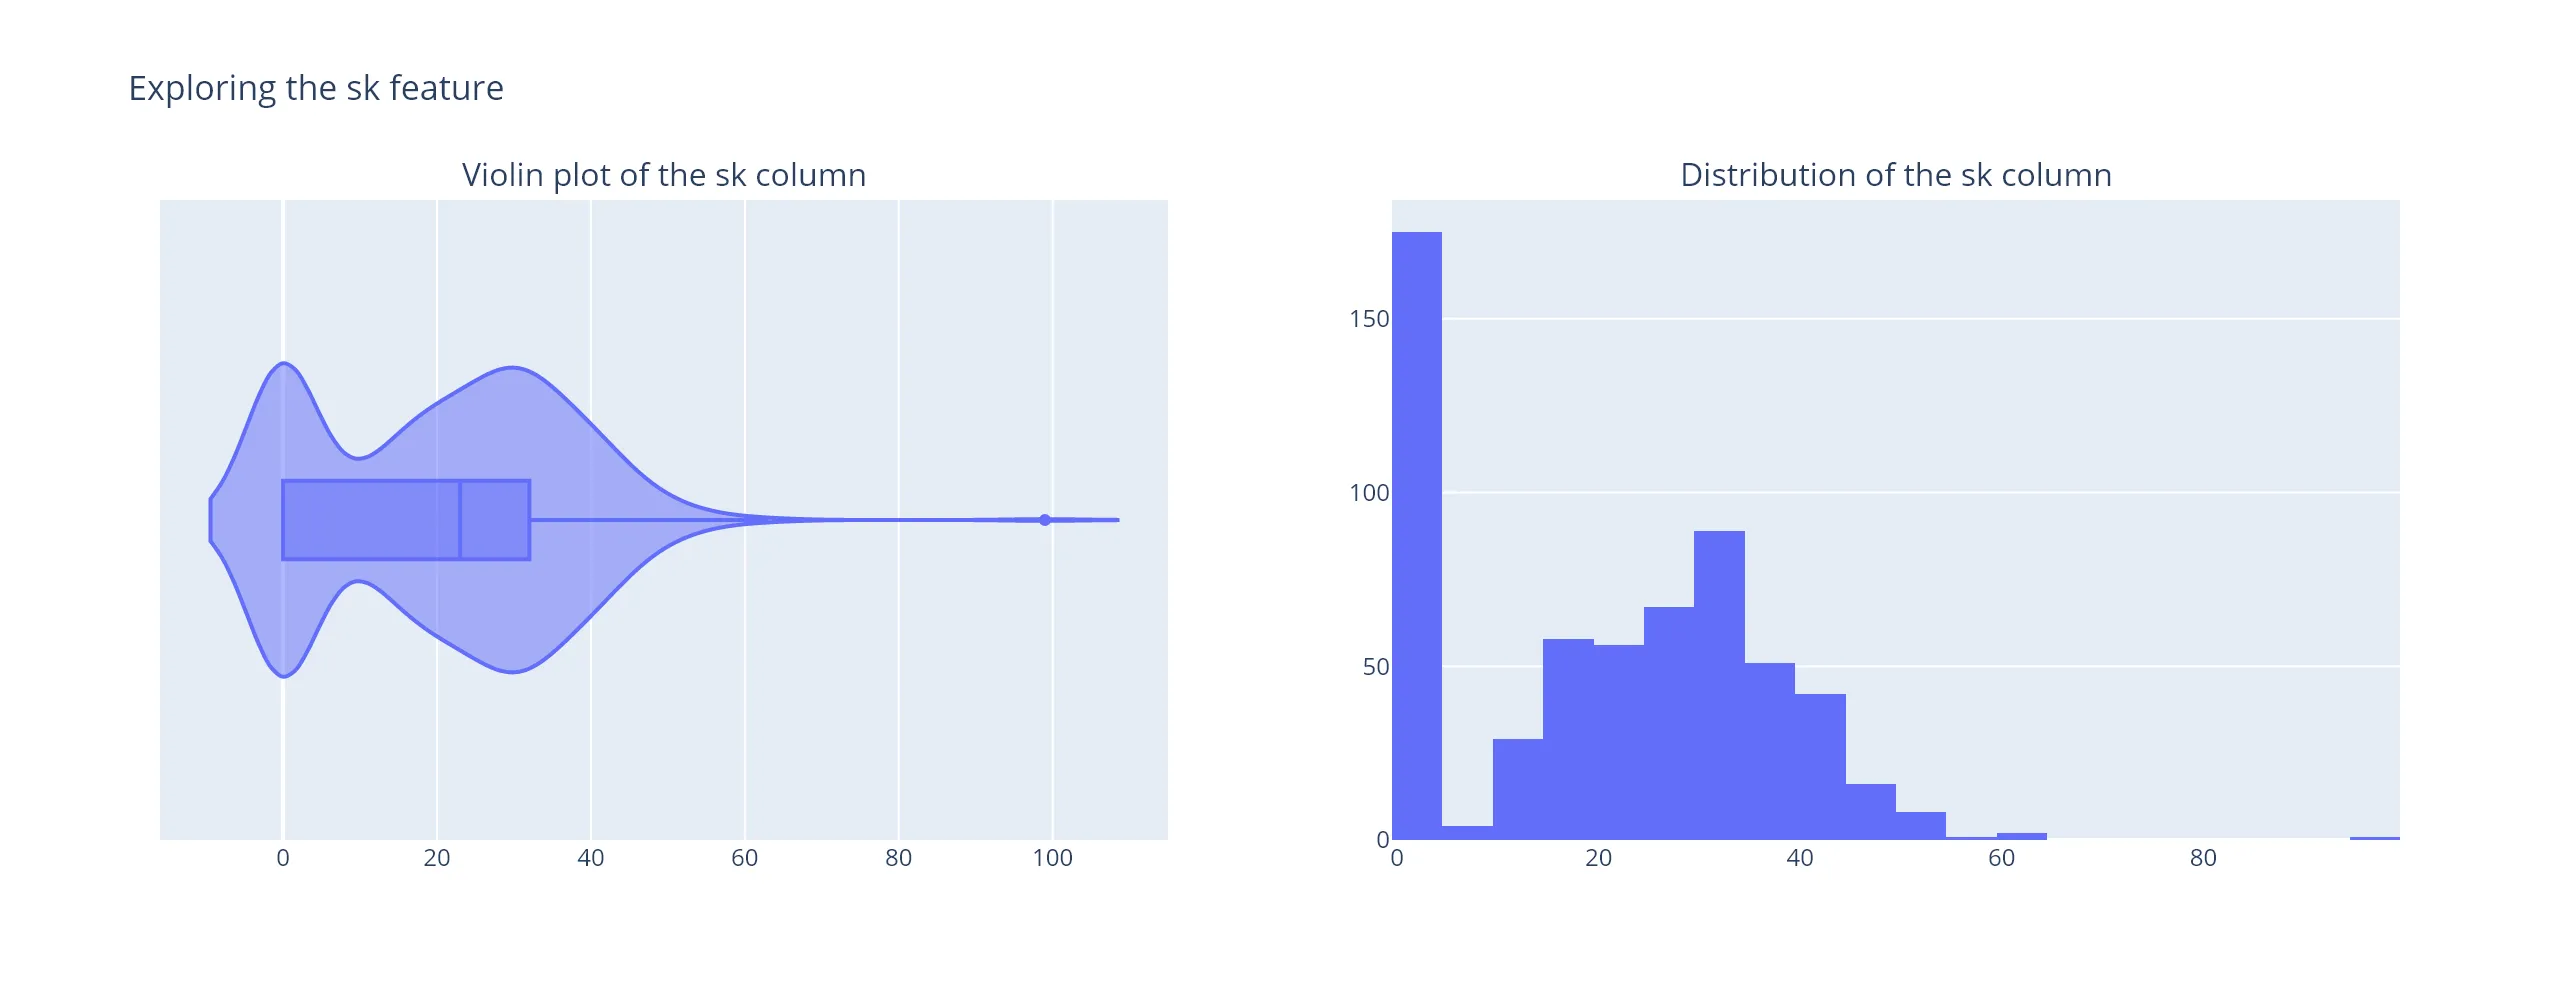 Exploring the sk feature
Violin plot of the sk column
0 20 40 60 80 100
Distribution of the sk column
150
100
50
0
0 20 40 60 80